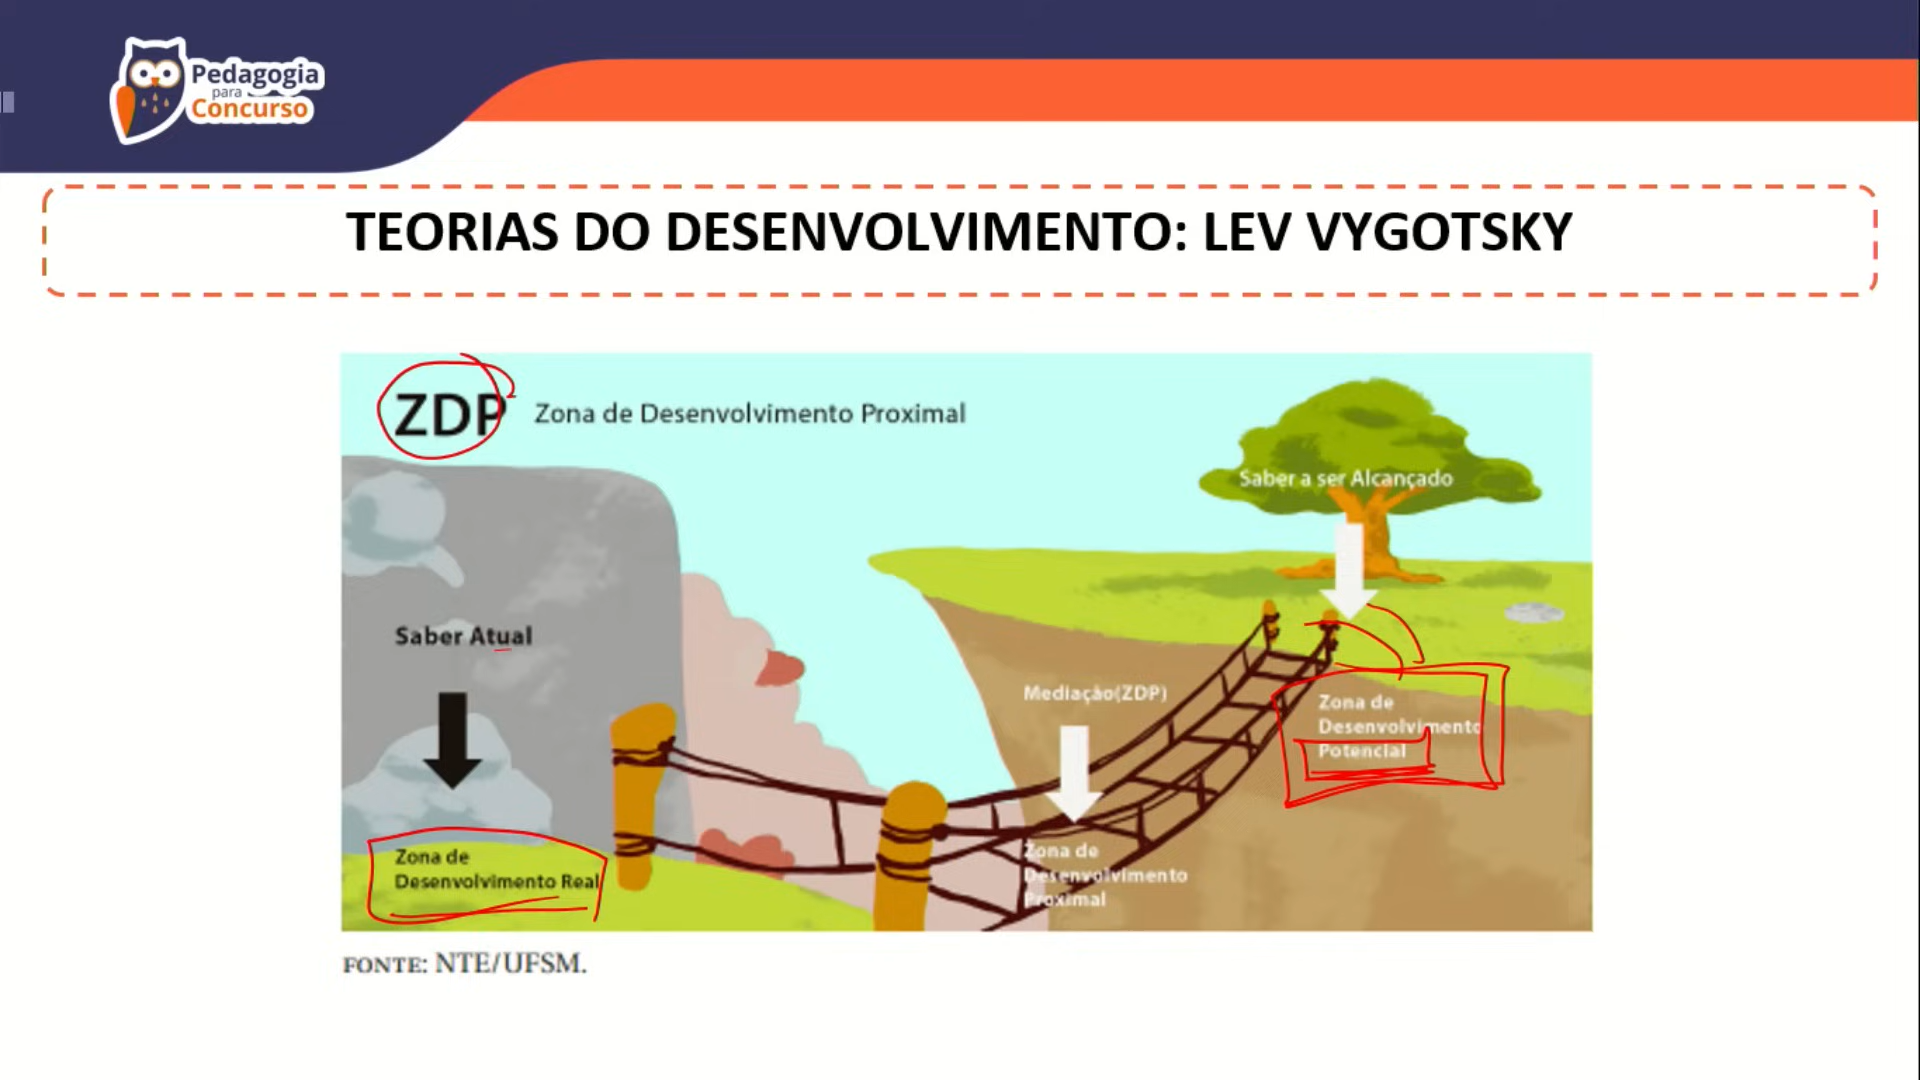 Pedagogia
para
Concurso
TEORIAS DO DESENVOLVIMENTO: LEV VYGOTSKY
ZDP
Zona de Desenvolvimento Proximal
Saber a ser Alcançado
Saber Atual
Mediação(ZDP)
Zona de
Desenvolvimento
Potencial
Zona de
Desenvolvimento Real
Zona de
Desenvolvimento
Proximal
FONTE: NTE/UFSM.